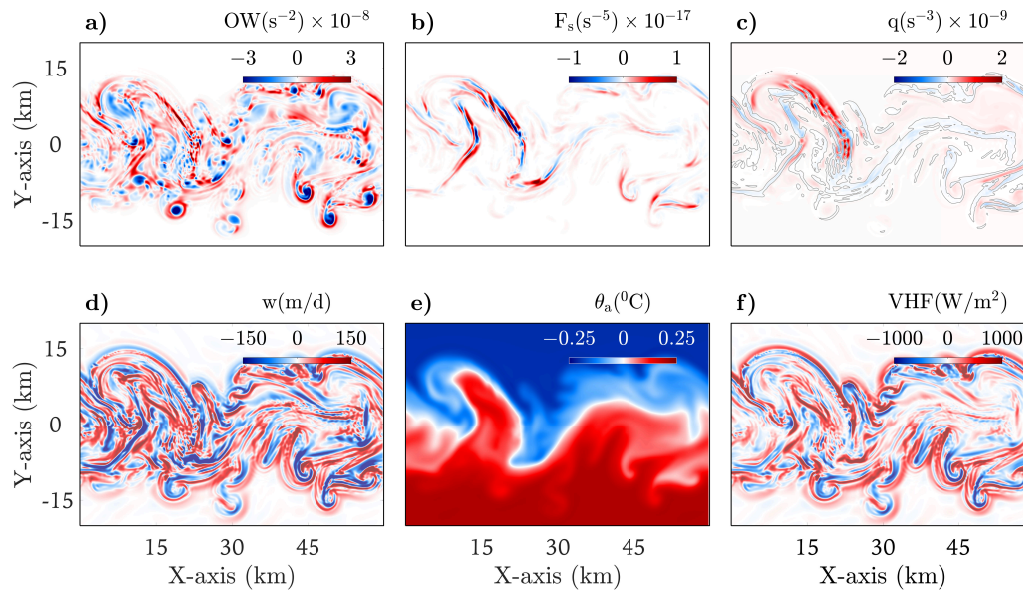 a) OW(s⁻²) × 10⁻⁸
−3 0 3
b) Fₛ(s⁻⁵) × 10⁻¹⁷
−1 0 1
c) q(s⁻³) × 10⁻⁹
−2 0 2
15
0
-15
Y-axis (km)
d) w(m/d)
−150 0 150
e) θₐ(⁰C)
−0.25 0 0.25
f) VHF(W/m²)
−1000 0 1000
15
0
-15
Y-axis (km)
15 30 45
X-axis (km)
15 30 45
X-axis (km)
15 30 45
X-axis (km)